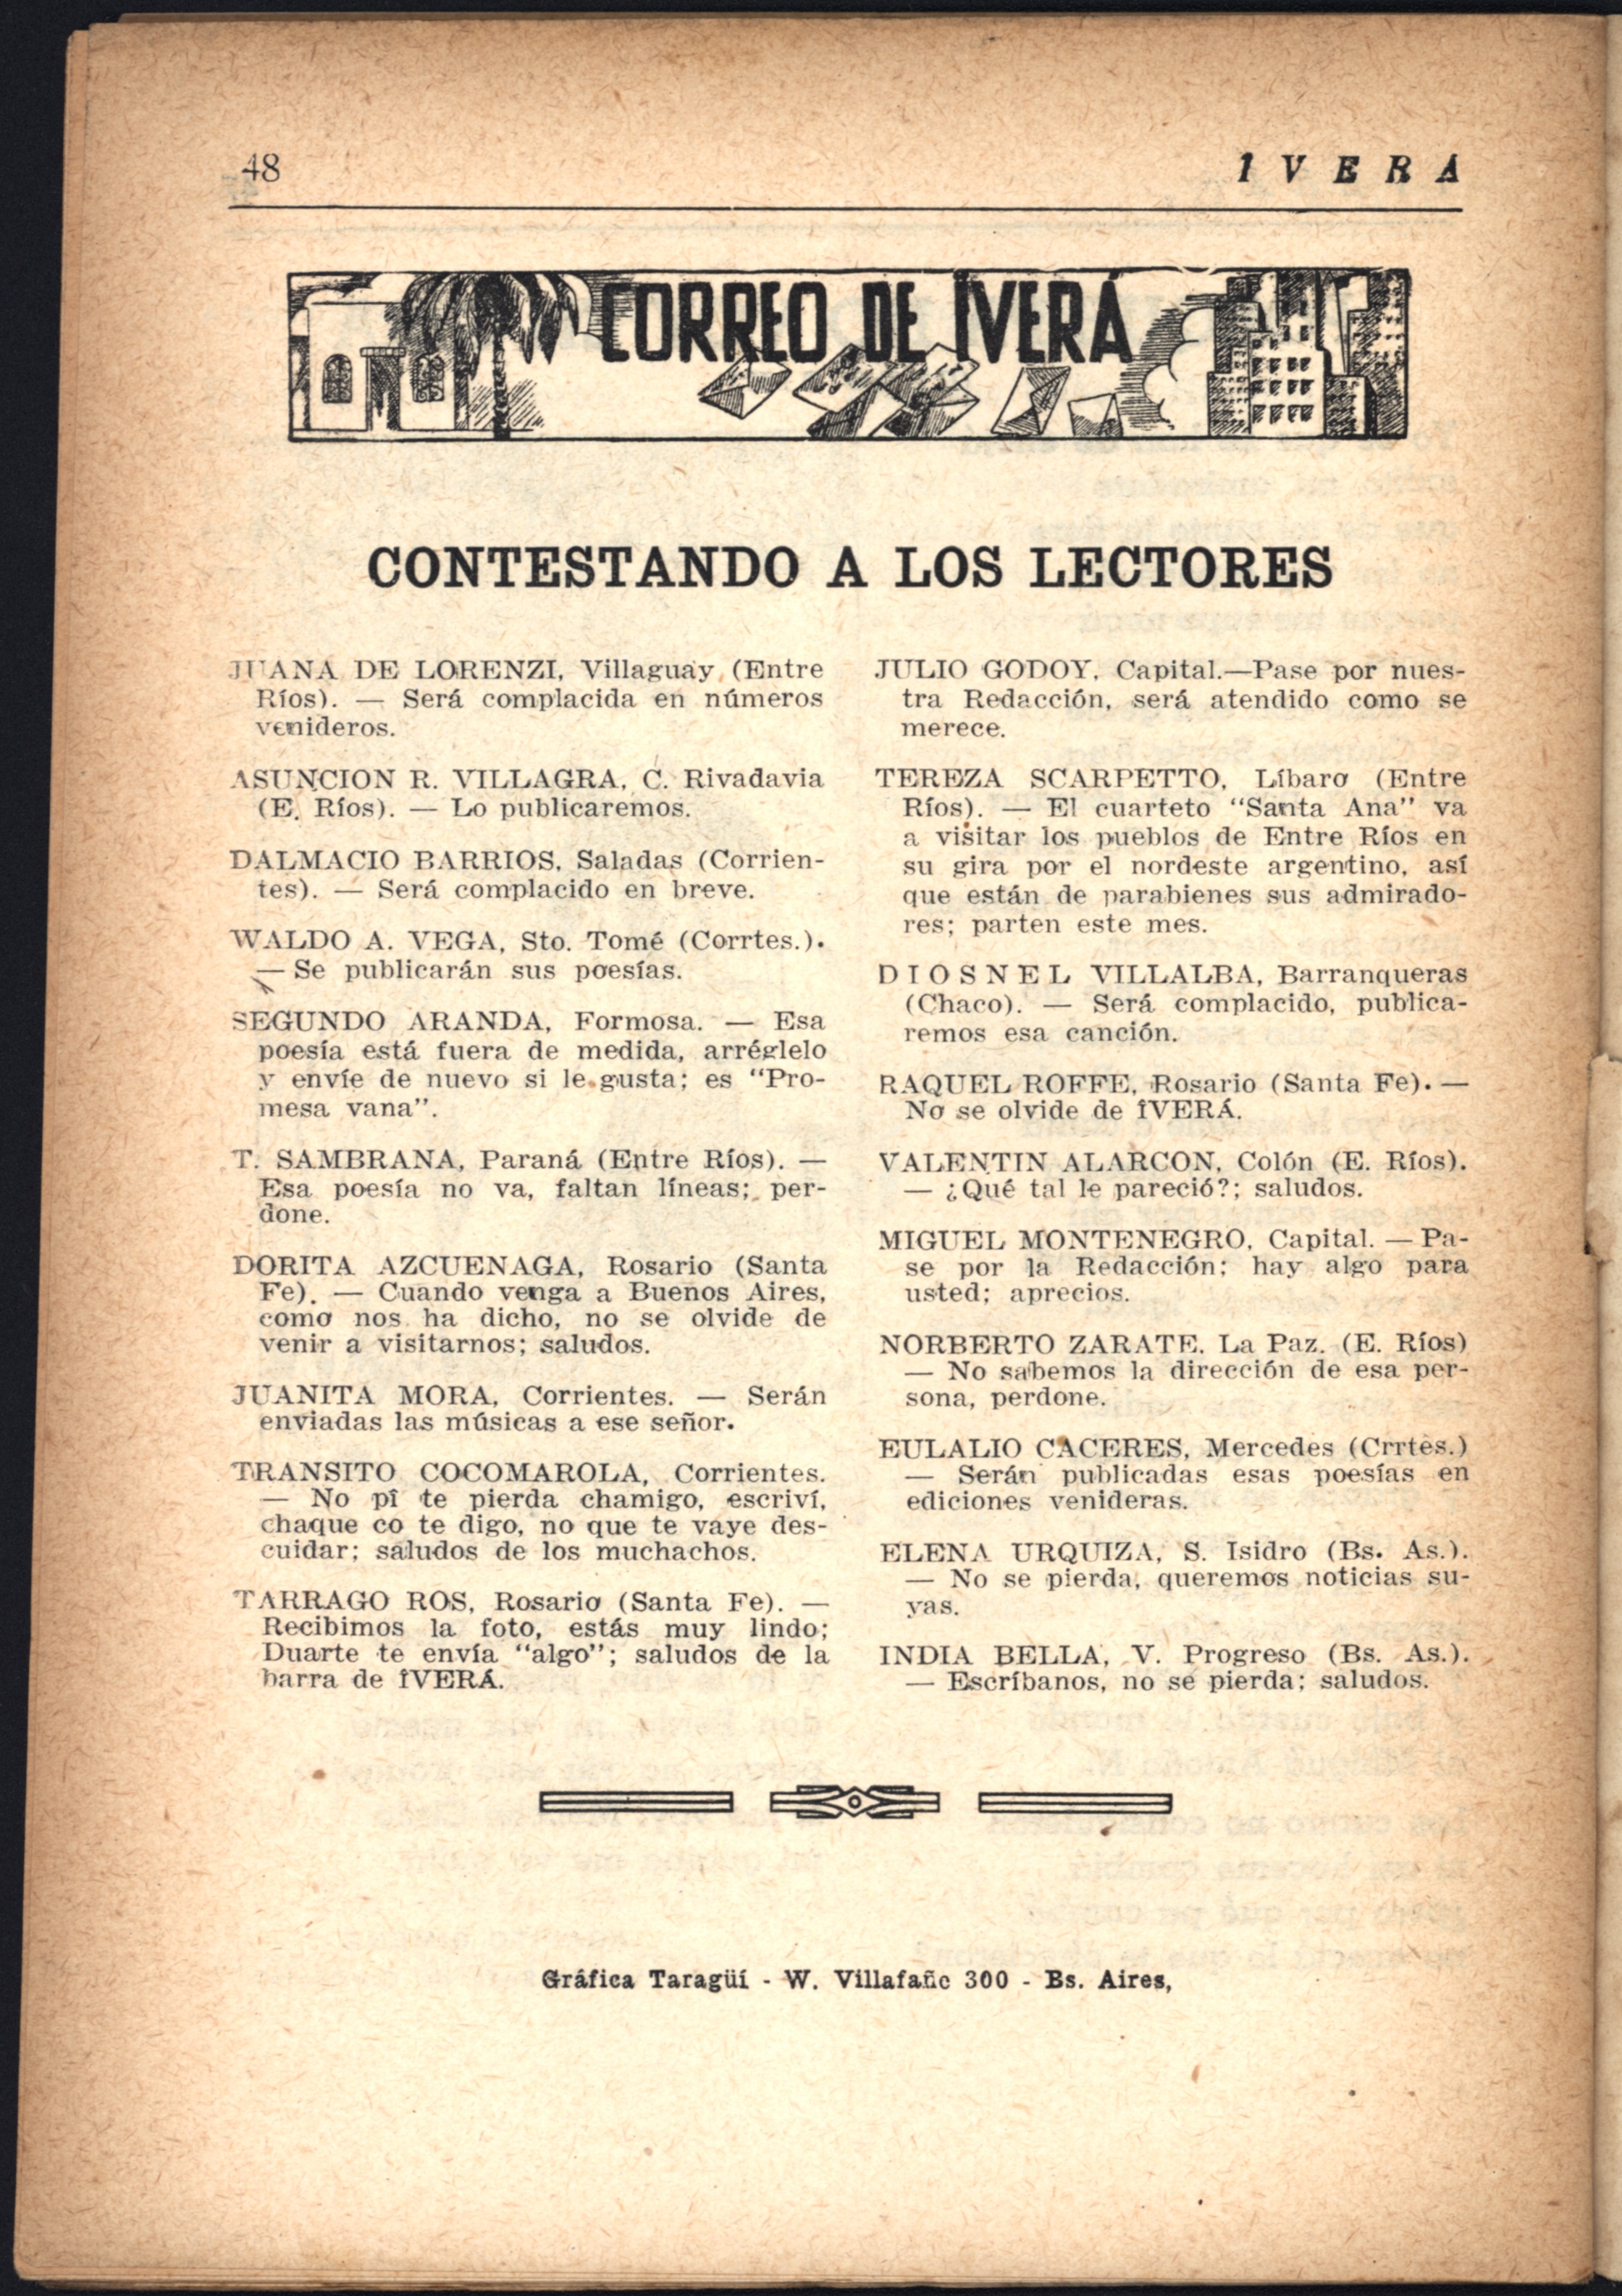 48
I V E R A
CORREO DE ÎVERÁ
CONTESTANDO A LOS LECTORES
JUANA DE LORENZI, Villaguay (Entre
Ríos). — Será complacida en números
venideros.
ASUNCION R. VILLAGRA, C. Rivadavia
(E. Ríos). — Lo publicaremos.
DALMACIO BARRIOS, Saladas (Corrien-
tes). — Será complacido en breve.
WALDO A. VEGA, Sto. Tomé (Corrtes.).
— Se publicarán sus poesías.
SEGUNDO ARANDA, Formosa. — Esa
poesía está fuera de medida, arréglelo
y envíe de nuevo si le gusta; es “Pro-
mesa vana”.
T. SAMBRANA, Paraná (Entre Ríos). —
Esa poesía no va, faltan líneas; per-
done.
DORITA AZCUENAGA, Rosario (Santa
Fe). — Cuando venga a Buenos Aires,
como nos ha dicho, no se olvide de
venir a visitarnos; saludos.
JUANITA MORA, Corrientes. — Serán
enviadas las músicas a ese señor.
TRANSITO COCOMAROLA, Corrientes.
— No pî te pierda chamigo, escriví,
chaque co te digo, no que te vaye des-
cuidar; saludos de los muchachos.
TARRAGO ROS, Rosario (Santa Fe). —
Recibimos la foto, estás muy lindo;
Duarte te envía “algo”; saludos de la
barra de ÎVERÁ.
JULIO GODOY, Capital.—Pase por nues-
tra Redacción, será atendido como se
merece.
TEREZA SCARPETTO, Líbaro (Entre
Ríos). — El cuarteto “Santa Ana” va
a visitar los pueblos de Entre Ríos en
su gira por el nordeste argentino, así
que están de parabienes sus admirado-
res; parten este mes.
DIOSNEL VILLALBA, Barranqueras
(Chaco). — Será complacido, publica-
remos esa canción.
RAQUEL ROFFE, Rosario (Santa Fe). —
No se olvide de ÎVERÁ.
VALENTIN ALARCON, Colón (E. Ríos).
— ¿Qué tal le pareció?; saludos.
MIGUEL MONTENEGRO, Capital. — Pa-
se por la Redacción; hay algo para
usted; aprecios.
NORBERTO ZARATE. La Paz. (E. Ríos)
— No sabemos la dirección de esa per-
sona, perdone.
EULALIO CACERES, Mercedes (Crrtes.)
— Serán publicadas esas poesías en
ediciones venideras.
ELENA URQUIZA, S. Isidro (Bs. As.).
— No se pierda, queremos noticias su-
yas.
INDIA BELLA, V. Progreso (Bs. As.).
— Escríbanos, no se pierda; saludos.
Gráfica Taragüí - W. Villafañe 300 - Bs. Aires,